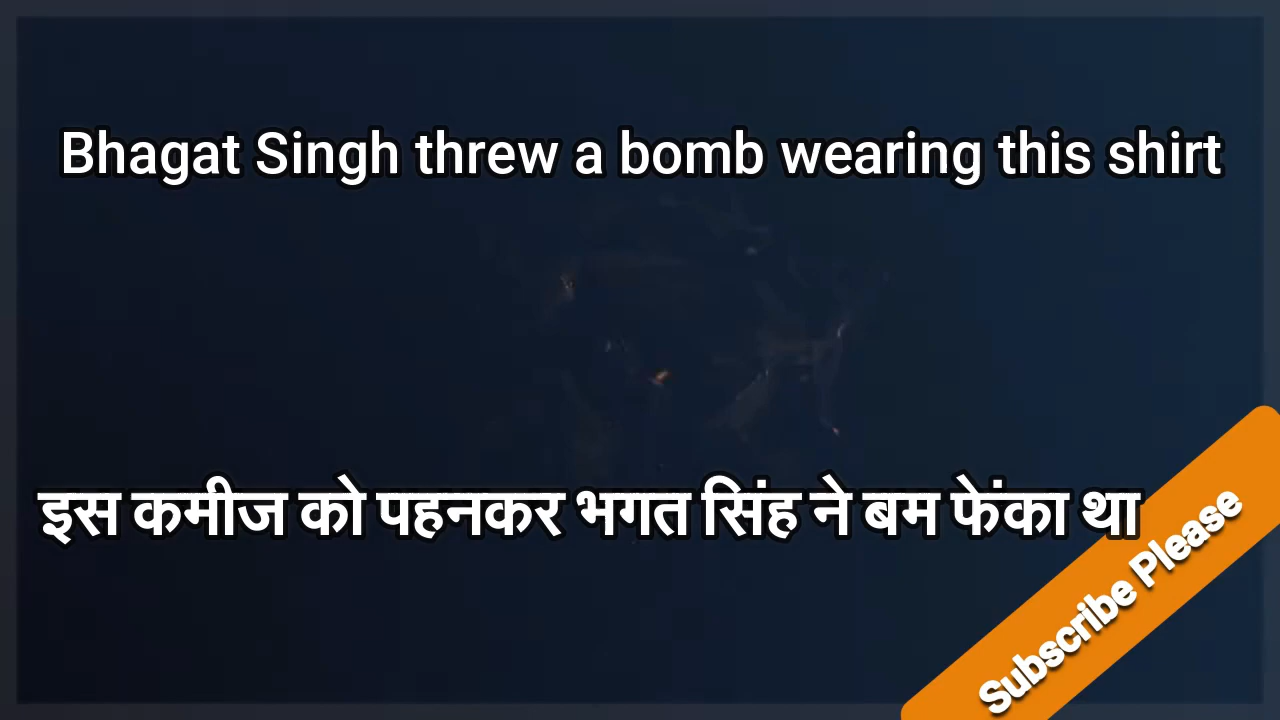 Bhagat Singh threw a bomb wearing this shirt
इस कमीज को पहनकर भगत सिंह ने बम फेंका था
Subscribe Please